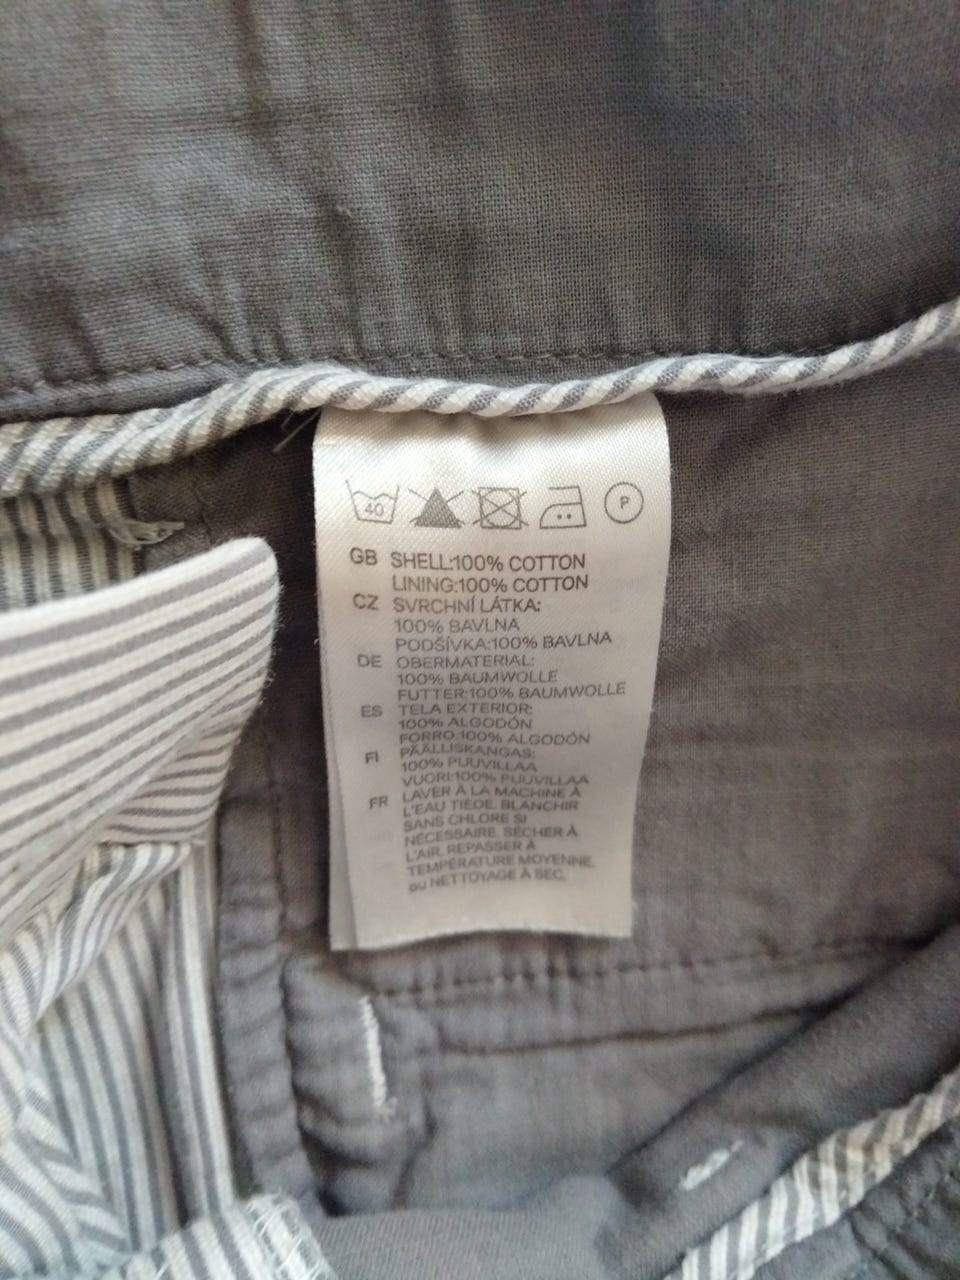 40 P
GB SHELL:100% COTTON
LINING:100% COTTON
CZ SVRCHNÍ LÁTKA:
100% BAVLNA
PODŠÍVKA:100% BAVLNA
DE OBERMATERIAL:
100% BAUMWOLLE
FUTTER:100% BAUMWOLLE
ES TELA EXTERIOR:
100% ALGODÓN
FORRO:100% ALGODÓN
FI PÄÄLLISKANGAS:
100% PUUVILLAA
VUORI:100% PUUVILLAA
FR LAVER À LA MACHINE À
L'EAU TIÈDE. BLANCHIR
SANS CHLORE SI
NÉCESSAIRE. SÉCHER À
L'AIR. REPASSER À
TEMPÉRATURE MOYENNE.
ou NETTOYAGE À SEC.